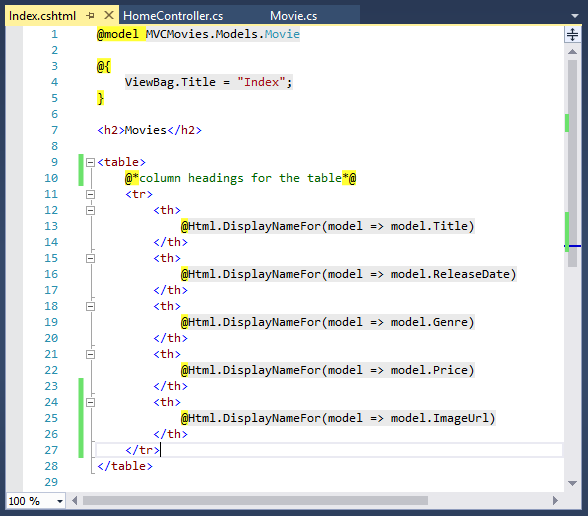 Index.cshtml HomeController.cs Movie.cs
1 @model MVCMovies.Models.Movie
2
3 @{
4 ViewBag.Title = "Index";
5 }
6
7 <h2>Movies</h2>
8
9 <table>
10 @*column headings for the table*@
11 <tr>
12 <th>
13 @Html.DisplayNameFor(model => model.Title)
14 </th>
15 <th>
16 @Html.DisplayNameFor(model => model.ReleaseDate)
17 </th>
18 <th>
19 @Html.DisplayNameFor(model => model.Genre)
20 </th>
21 <th>
22 @Html.DisplayNameFor(model => model.Price)
23 </th>
24 <th>
25 @Html.DisplayNameFor(model => model.ImageUrl)
26 </th>
27 </tr>
28 </table>
29
100 %